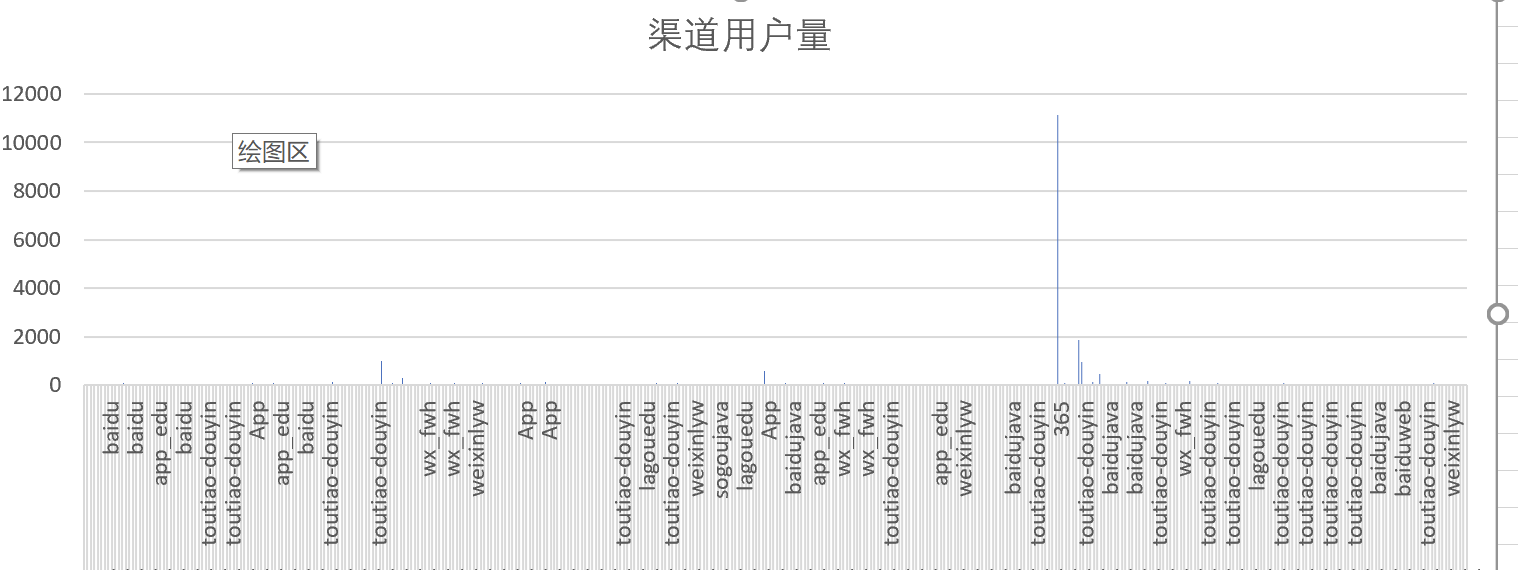 渠道用户量
12000
10000
8000
6000
4000
2000
0
绘图区
baidu
baidu
app_edu
baidu
toutiao-douyin
toutiao-douyin
App
app_edu
baidu
toutiao-douyin
toutiao-douyin
wx_fwh
wx_fwh
weixinlyw
App
App
toutiao-douyin
lagouedu
toutiao-douyin
weixinlyw
sogoujava
lagouedu
App
baidujava
app_edu
wx_fwh
wx_fwh
toutiao-douyin
app_edu
weixinlyw
baidujava
toutiao-douyin
365
toutiao-douyin
baidujava
baidujava
toutiao-douyin
wx_fwh
toutiao-douyin
toutiao-douyin
lagouedu
toutiao-douyin
toutiao-douyin
toutiao-douyin
toutiao-douyin
baidujava
baiduweb
toutiao-douyin
weixinlyw